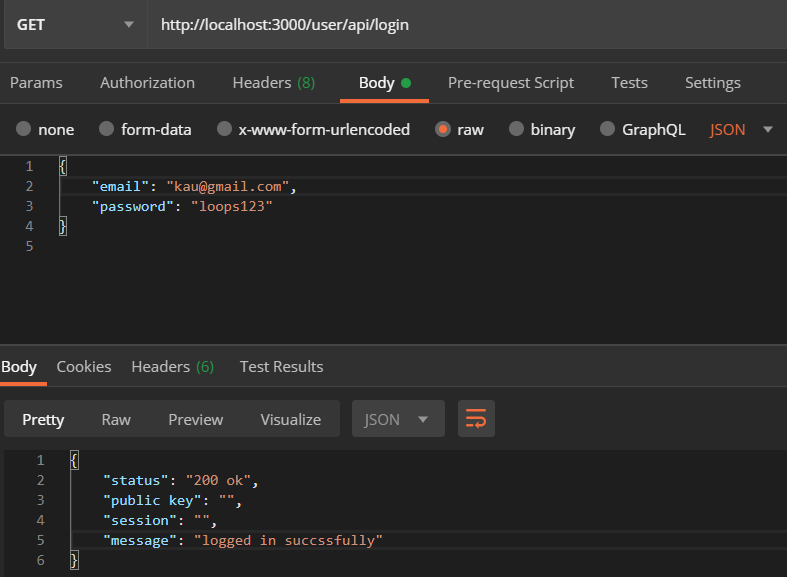 GET http://localhost:3000/user/api/login
Params Authorization Headers (8) Body Pre-request Script Tests Settings
none form-data x-www-form-urlencoded raw binary GraphQL JSON
1 {
2 "email": "kau@gmail.com",
3 "password": "loops123"
4 }
5
Body Cookies Headers (6) Test Results
Pretty Raw Preview Visualize JSON
1 {
2 "status": "200 ok",
3 "public key": "",
4 "session": "",
5 "message": "logged in succssfully"
6 }